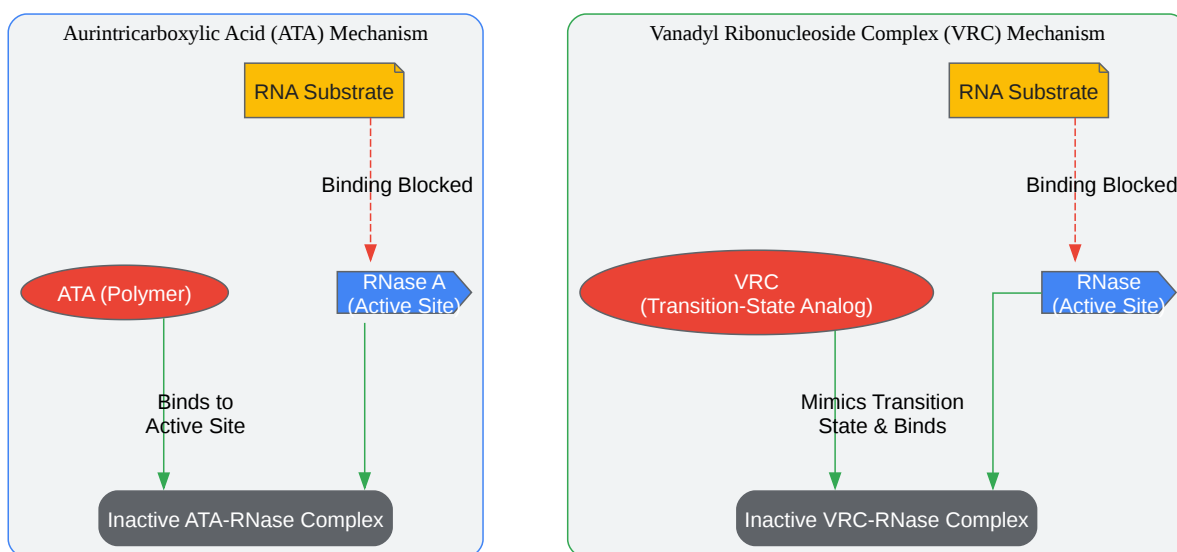 Aurintricarboxylic Acid (ATA) Mechanism
RNA Substrate
Binding Blocked
ATA (Polymer)
RNase A
(Active Site)
Binds to
Active Site
Inactive ATA-RNase Complex
Vanadyl Ribonucleoside Complex (VRC) Mechanism
RNA Substrate
Binding Blocked
VRC
(Transition-State Analog)
RNase
(Active Site)
Mimics Transition
State & Binds
Inactive VRC-RNase Complex